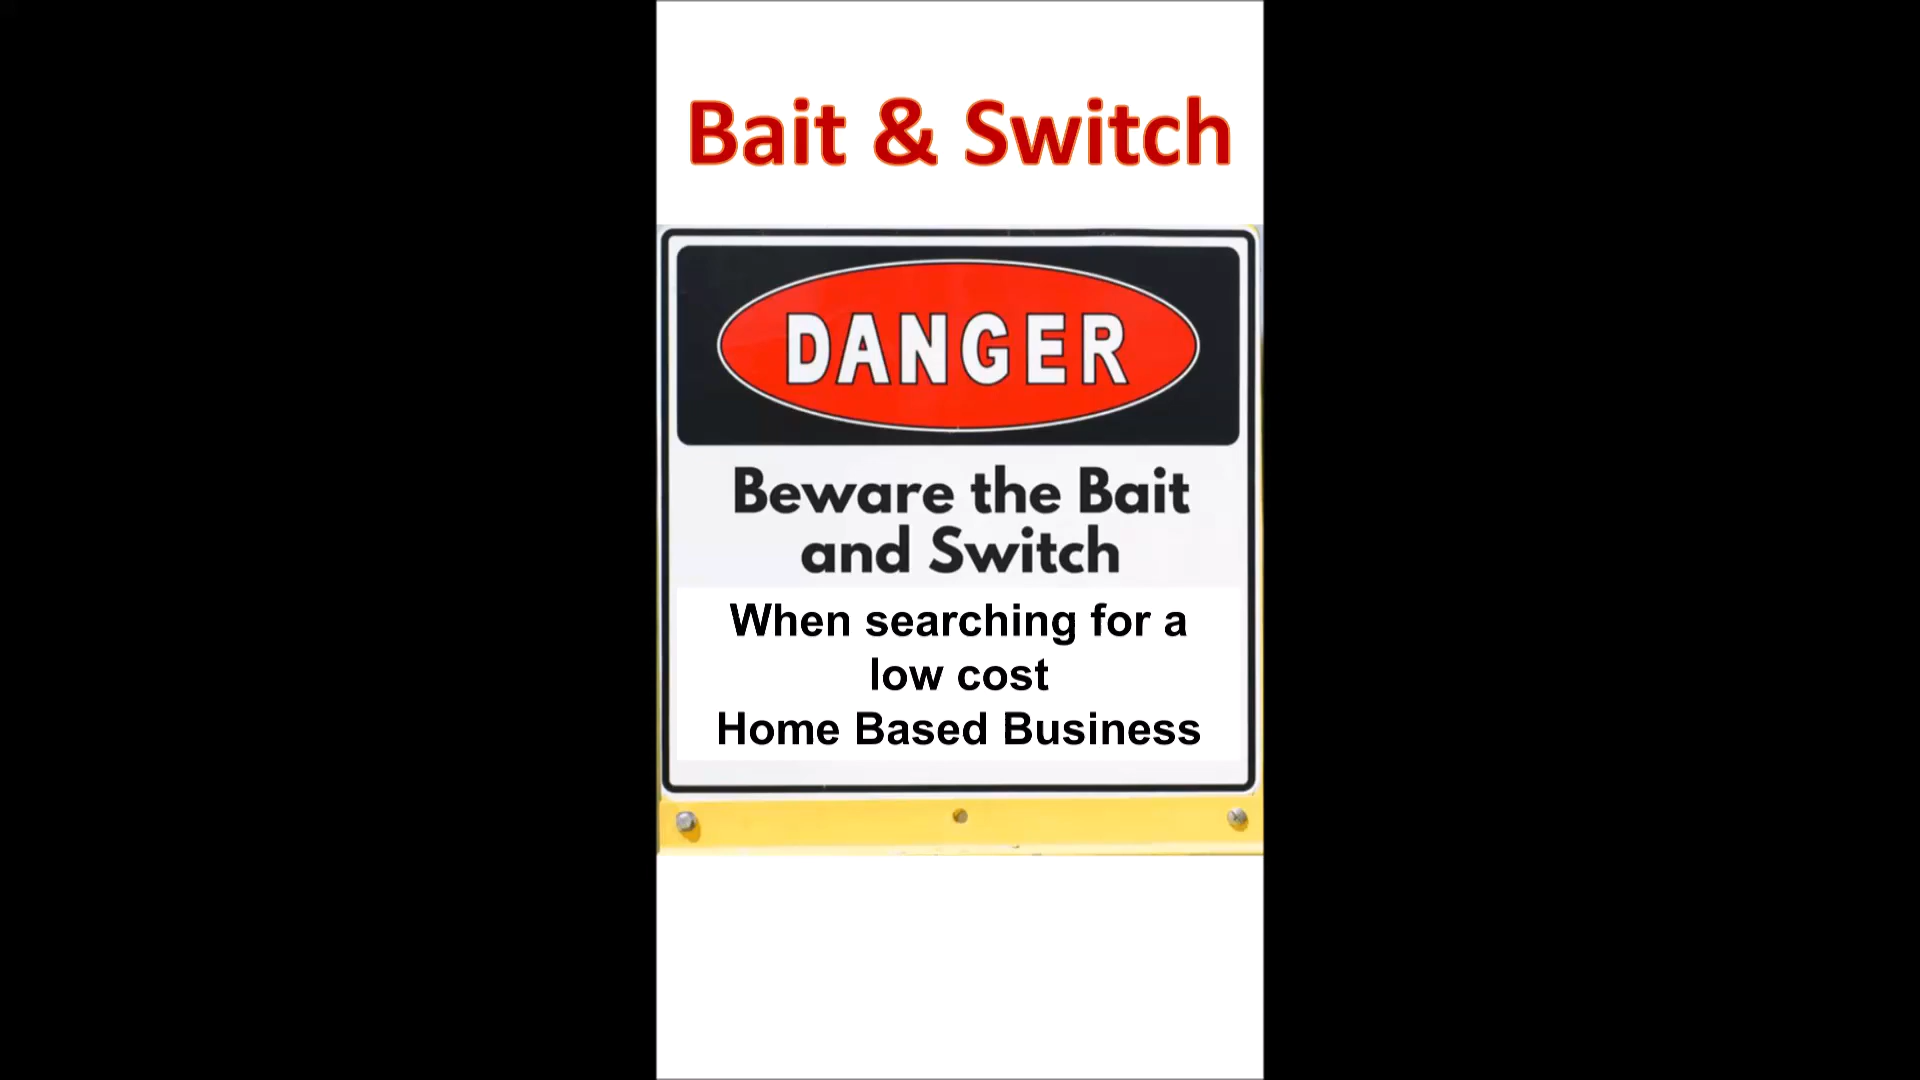 Bait & Switch
DANGER
Beware the Bait
and Switch
When searching for a
low cost
Home Based Business